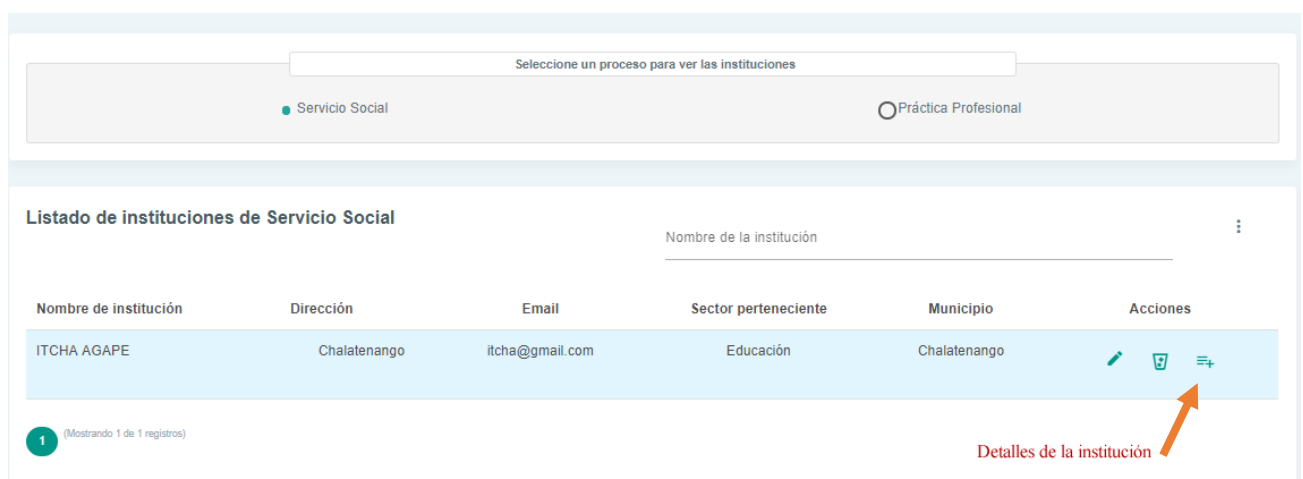 Seleccione un proceso para ver las instituciones
Servicio Social
Práctica Profesional
Listado de instituciones de Servicio Social
Nombre de la institución
Nombre de institución Dirección Email Sector perteneciente Municipio Acciones
ITCHA AGAPE Chalatenango itcha@gmail.com Educación Chalatenango
1 (Mostrando 1 de 1 registros)
Detalles de la institución